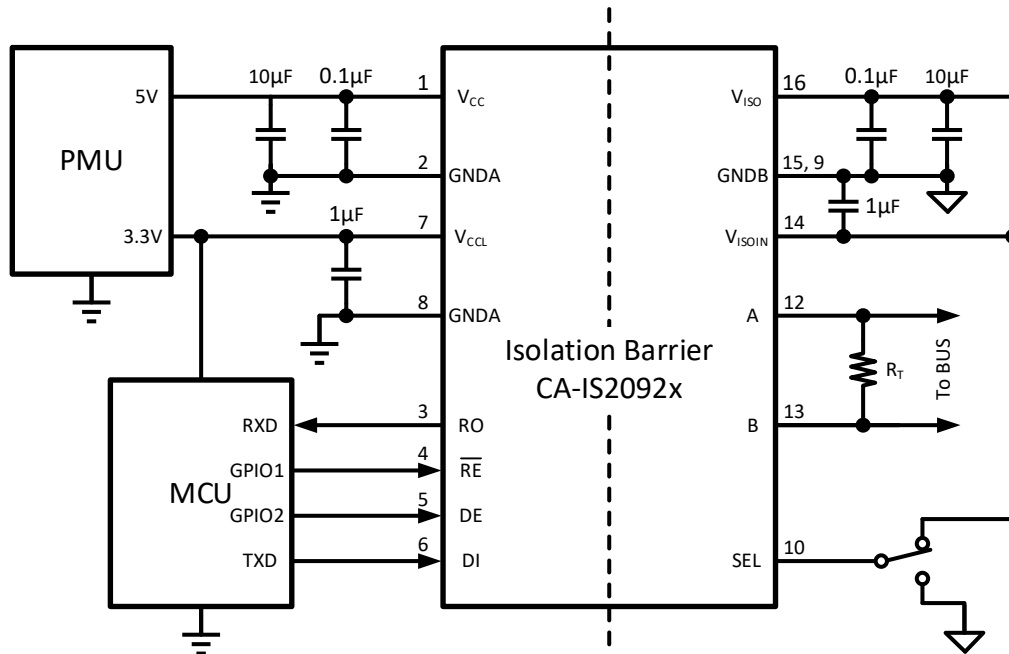 10μF 0.1μF
0.1μF 10μF
5V 1 VCC
VISO 16
PMU
2 GNDA
GNDB 15, 9
1μF
1μF
3.3V 7 VCCL
VISOIN 14
8 GNDA
A 12
Isolation Barrier
CA-IS2092x
RT
To BUS
RXD 3 RO
B 13
GPIO1 4 RE
MCU
GPIO2 5 DE
TXD 6 DI
SEL 10